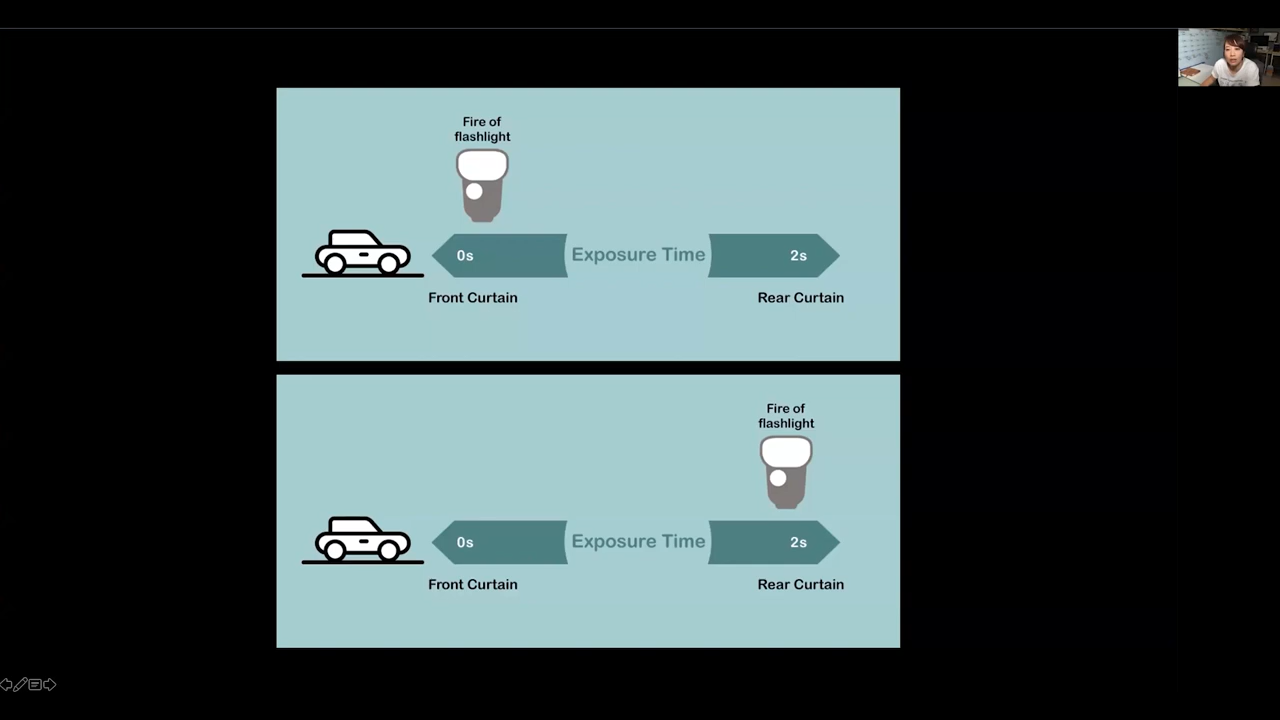 Fire of
flashlight
0s
Exposure Time
2s
Front Curtain
Rear Curtain
Fire of
flashlight
0s
Exposure Time
2s
Front Curtain
Rear Curtain